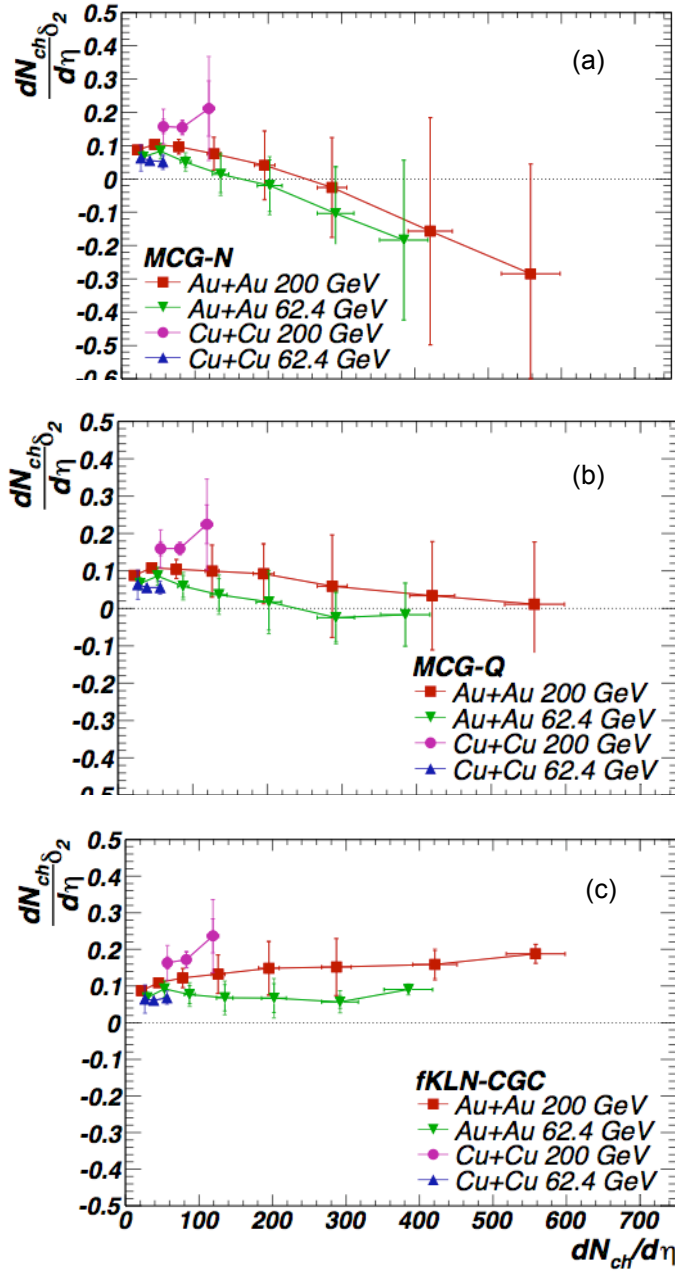 dN_ch/dη δ₂
(a)
0.5
0.4
0.3
0.2
0.1
0
-0.1
-0.2
-0.3
-0.4
-0.5
-0.6
MCG-N
Au+Au 200 GeV
Au+Au 62.4 GeV
Cu+Cu 200 GeV
Cu+Cu 62.4 GeV
dN_ch/dη δ₂
(b)
0.5
0.4
0.3
0.2
0.1
0
-0.1
-0.2
-0.3
-0.4
-0.5
MCG-Q
Au+Au 200 GeV
Au+Au 62.4 GeV
Cu+Cu 200 GeV
Cu+Cu 62.4 GeV
dN_ch/dη δ₂
(c)
0.5
0.4
0.3
0.2
0.1
0
-0.1
-0.2
-0.3
-0.4
-0.5
fKLN-CGC
Au+Au 200 GeV
Au+Au 62.4 GeV
Cu+Cu 200 GeV
Cu+Cu 62.4 GeV
0 100 200 300 400 500 600 700
dN_ch/dη